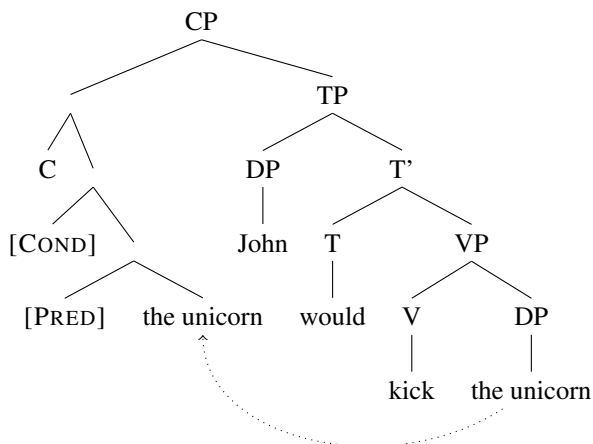 CP
TP
C DP T'
[COND] John T VP
[PRED] the unicorn would V DP
kick the unicorn